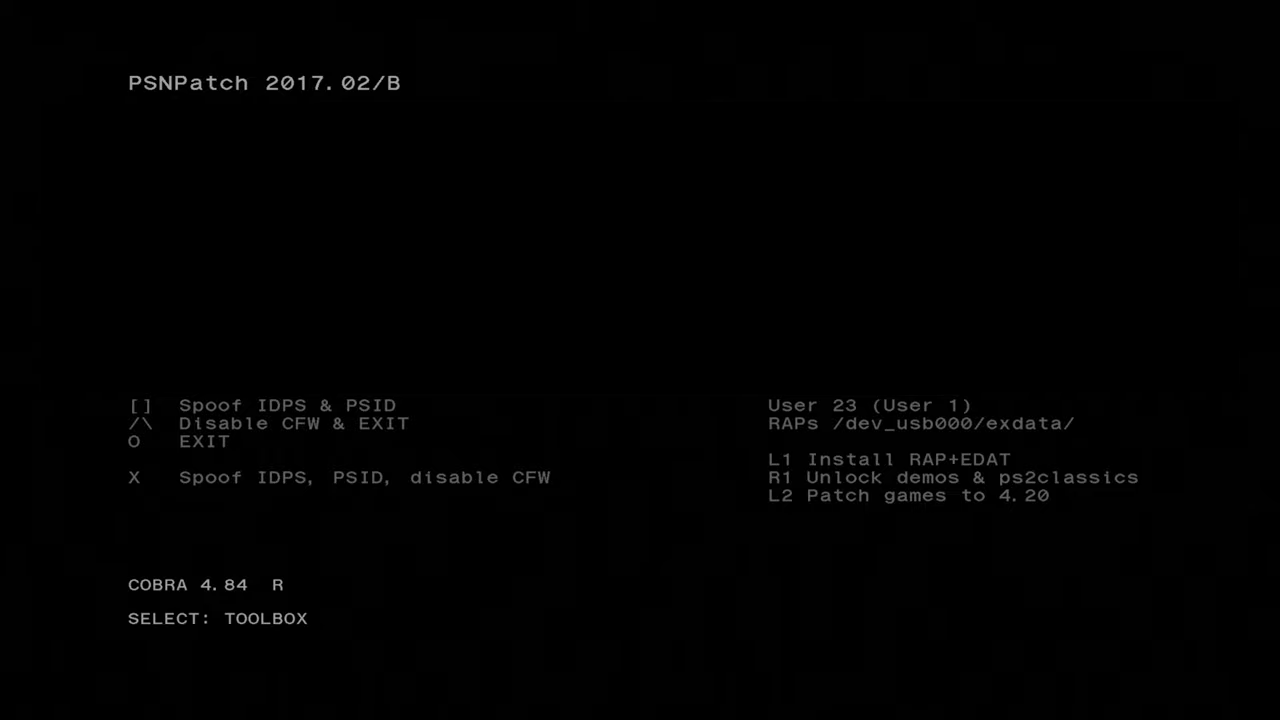 PSNPatch 2017.02/B
[] Spoof IDPS & PSID
/\ Disable CFW & EXIT
O EXIT
X Spoof IDPS, PSID, disable CFW
User 23 (User 1)
RAPs /dev_usb000/exdata/
L1 Install RAP+EDAT
R1 Unlock demos & ps2classics
L2 Patch games to 4.20
COBRA 4.84 R
SELECT: TOOLBOX